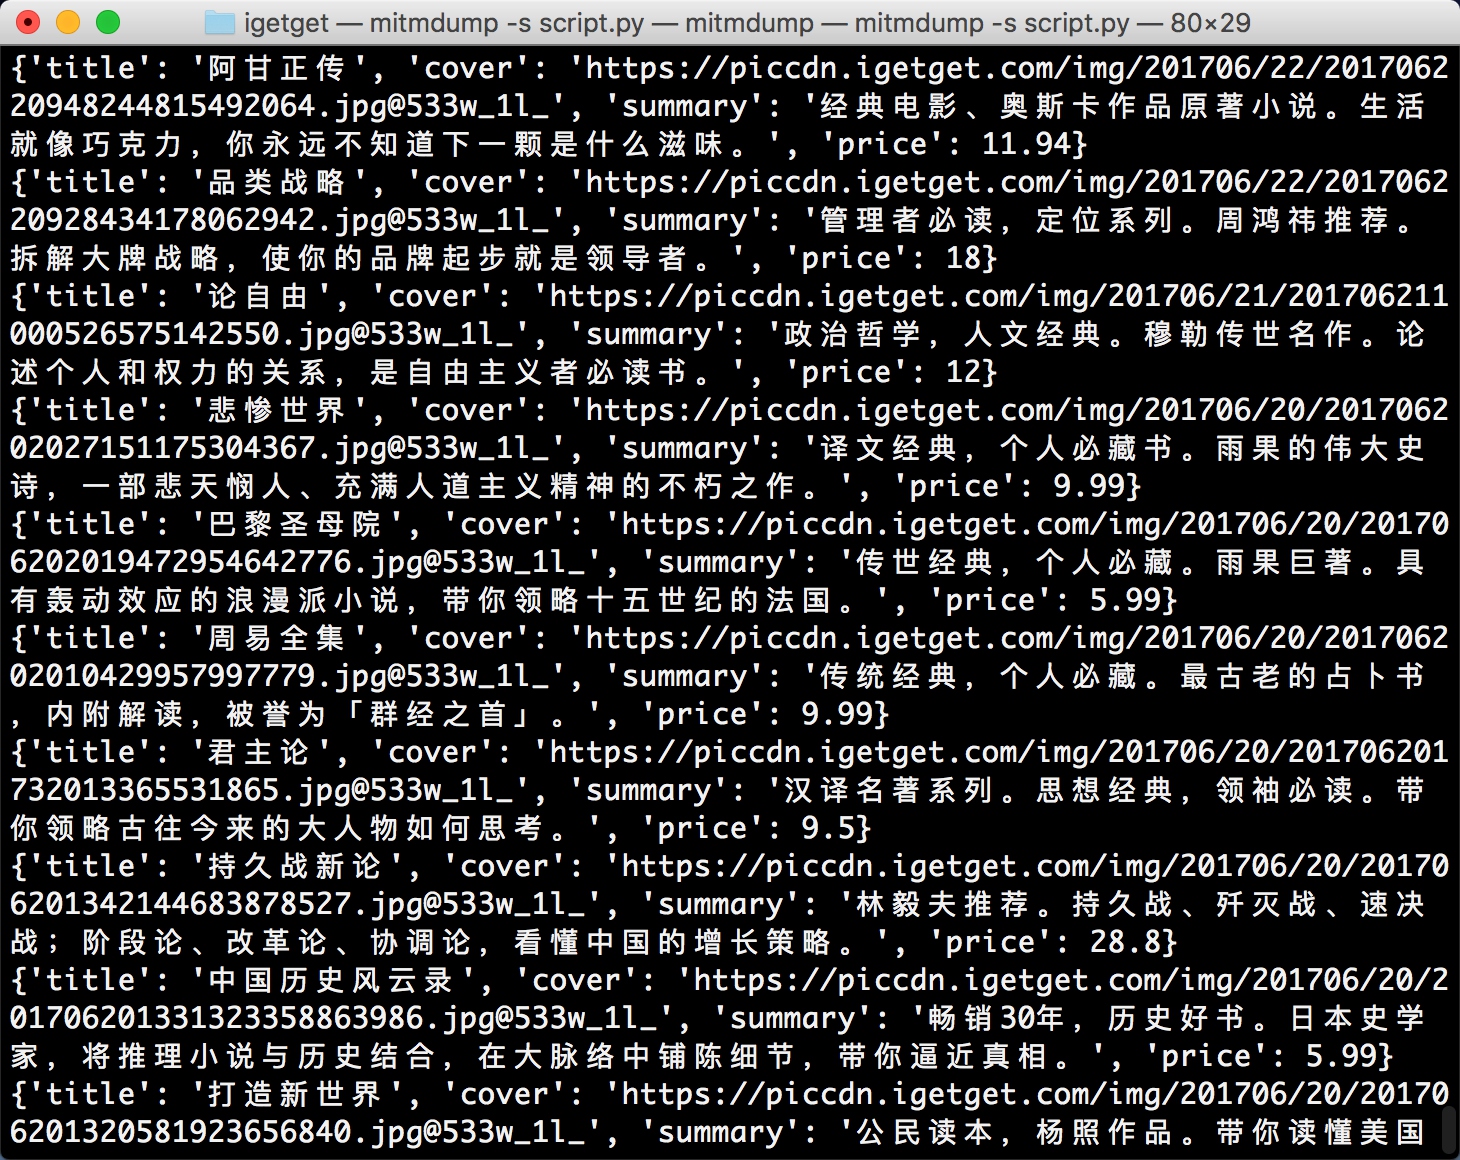 igetget — mitmdump -s script.py — mitmdump — mitmdump -s script.py — 80×29
{'title': '阿甘正传', 'cover': 'https://piccdn.igetget.com/img/201706/22/2017062
20948244815492064.jpg@533w_1l_', 'summary': '经典电影、奥斯卡作品原著小说。生活
就像巧克力，你永远不知道下一颗是什么滋味。', 'price': 11.94}
{'title': '品类战略', 'cover': 'https://piccdn.igetget.com/img/201706/22/2017062
20928434178062942.jpg@533w_1l_', 'summary': '管理者必读，定位系列。周鸿祎推荐。
拆解大牌战略，使你的品牌起步就是领导者。', 'price': 18}
{'title': '论自由', 'cover': 'https://piccdn.igetget.com/img/201706/21/201706211
000526575142550.jpg@533w_1l_', 'summary': '政治哲学，人文经典。穆勒传世名作。论
述个人和权力的关系，是自由主义者必读书。', 'price': 12}
{'title': '悲惨世界', 'cover': 'https://piccdn.igetget.com/img/201706/20/2017062
02027151175304367.jpg@533w_1l_', 'summary': '译文经典，个人必藏书。雨果的伟大史
诗，一部悲天悯人、充满人道主义精神的不朽之作。', 'price': 9.99}
{'title': '巴黎圣母院', 'cover': 'https://piccdn.igetget.com/img/201706/20/20170
6202019472954642776.jpg@533w_1l_', 'summary': '传世经典，个人必藏。雨果巨著。具
有轰动效应的浪漫派小说，带你领略十五世纪的法国。', 'price': 5.99}
{'title': '周易全集', 'cover': 'https://piccdn.igetget.com/img/201706/20/2017062
02010429957997779.jpg@533w_1l_', 'summary': '传统经典，个人必藏。最古老的占卜书
，内附解读，被誉为「群经之首」。', 'price': 9.99}
{'title': '君主论', 'cover': 'https://piccdn.igetget.com/img/201706/20/201706201
732013365531865.jpg@533w_1l_', 'summary': '汉译名著系列。思想经典，领袖必读。带
你领略古往今来的大人物如何思考。', 'price': 9.5}
{'title': '持久战新论', 'cover': 'https://piccdn.igetget.com/img/201706/20/20170
6201342144683878527.jpg@533w_1l_', 'summary': '林毅夫推荐。持久战、歼灭战、速决
战；阶段论、改革论、协调论，看懂中国的增长策略。', 'price': 28.8}
{'title': '中国历史风云录', 'cover': 'https://piccdn.igetget.com/img/201706/20/2
017062013313233588​63986.jpg@533w_1l_', 'summary': '畅销30年，历史好书。日本史学
家，将推理小说与历史结合，在大脉络中铺陈细节，带你逼近真相。', 'price': 5.99}
{'title': '打造新世界', 'cover': 'https://piccdn.igetget.com/img/201706/20/20170
6201320581923656840.jpg@533w_1l_', 'summary': '公民读本，杨照作品。带你读懂美国